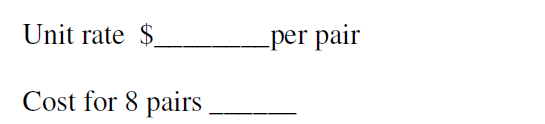 Unit rate $________per pair
Cost for 8 pairs ______